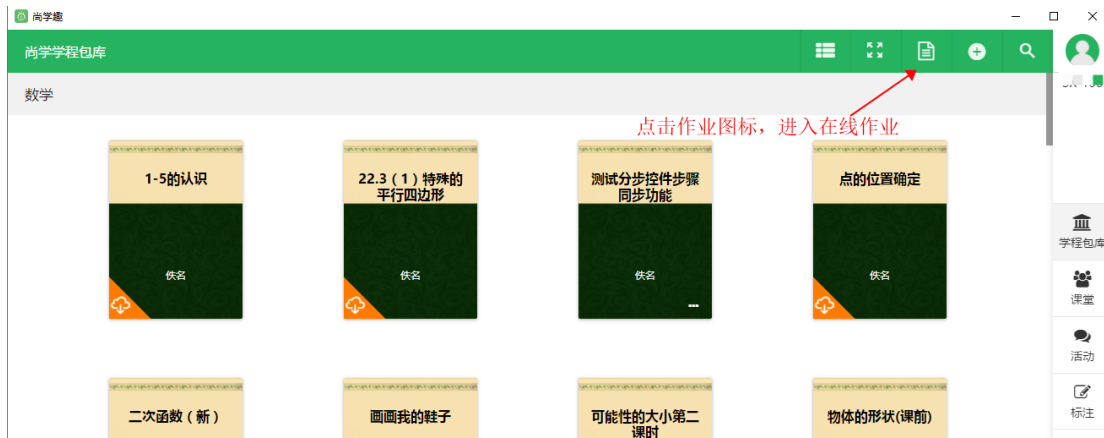 尚学趣
尚学学程包库
数学
点击作业图标，进入在线作业
1-5的认识
佚名
22.3（1）特殊的
平行四边形
佚名
测试分步控件步骤
同步功能
佚名
点的位置确定
佚名
二次函数（新）
画画我的鞋子
可能性的大小第二
课时
物体的形状(课前)
学程包库
课堂
活动
标注